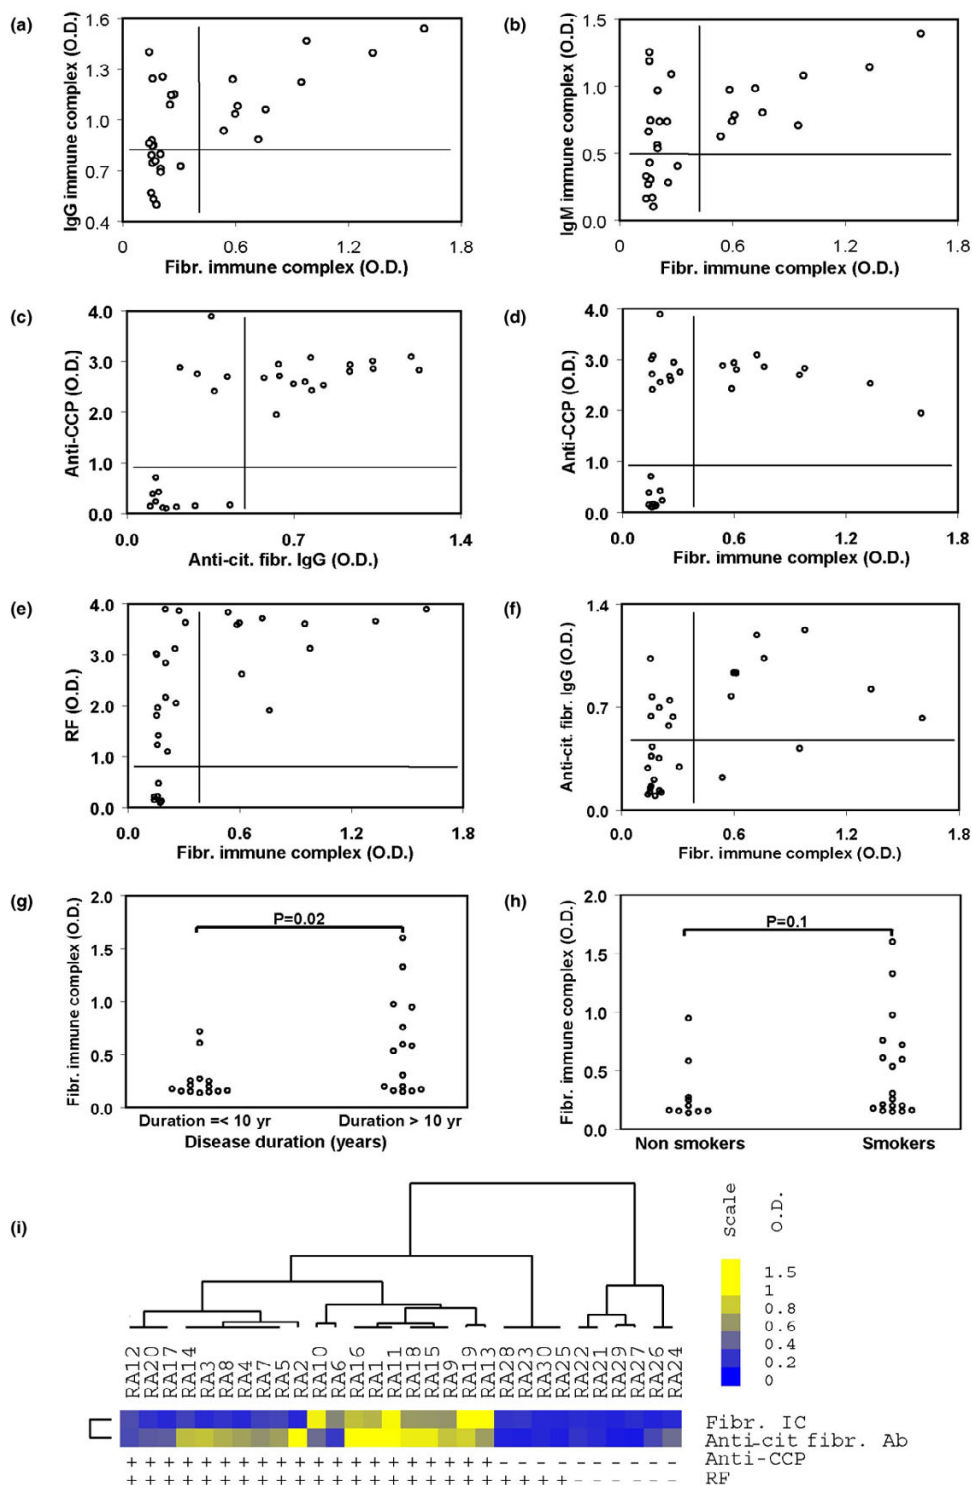 (a)
IgG immune complex (O.D.)
1.6
1.3
1.0
0.7
0.4
0
0.6
1.2
1.8
Fibr. immune complex (O.D.)
(b)
IgM immune complex (O.D.)
1.5
1.0
0.5
0.0
0
0.6
1.2
1.8
Fibr. immune complex (O.D.)
(c)
Anti-CCP (O.D.)
4.0
3.0
2.0
1.0
0.0
0.0
0.7
1.4
Anti-cit. fibr. IgG (O.D.)
(d)
Anti-CCP (O.D.)
4.0
3.0
2.0
1.0
0.0
0.0
0.6
1.2
1.8
Fibr. immune complex (O.D.)
(e)
RF (O.D.)
4.0
3.0
2.0
1.0
0.0
0.0
0.6
1.2
1.8
Fibr. immune complex (O.D.)
(f)
Anti-cit. fibr. IgG (O.D.)
1.4
0.7
0.0
0.0
0.6
1.2
1.8
Fibr. immune complex (O.D.)
(g)
Fibr. immune complex (O.D.)
2.0
1.5
1.0
0.5
0.0
P=0.02
Duration =< 10 yr
Duration > 10 yr
Disease duration (years)
(h)
Fibr. immune complex (O.D.)
2.0
1.5
1.0
0.5
0.0
P=0.1
Non smokers
Smokers
(i)
Scale
O.D.
1.5
1
0.8
0.6
0.4
0.2
0
RA12
RA20
RA17
RA14
RA3
RA8
RA4
RA7
RA5
RA2
RA10
RA6
RA16
RA1
RA11
RA18
RA15
RA9
RA19
RA13
RA28
RA23
RA30
RA25
RA22
RA21
RA29
RA27
RA26
RA24
Fibr. IC
Anti-cit fibr. Ab
+ + + + + + + + + + + + + + + + + + + + - - - - - - - - - - Anti-CCP
+ + + + + + + + + + + + + + + + + + + + + + + + - - - - - - RF